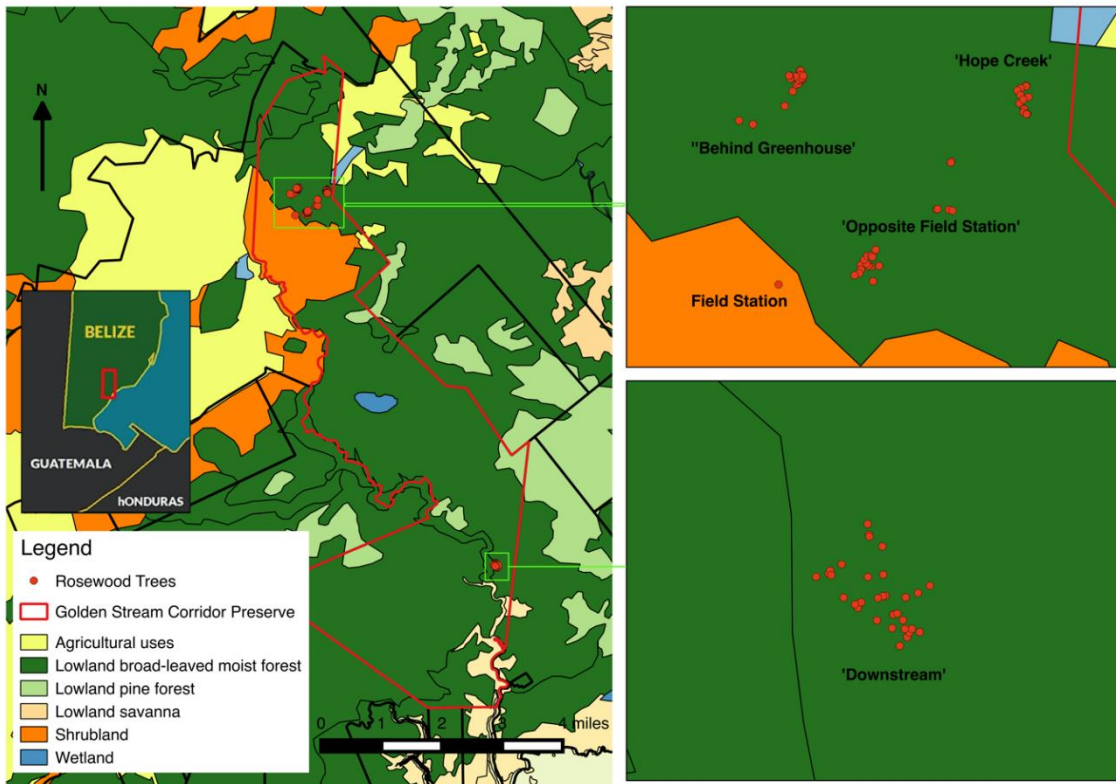 N
BELIZE
GUATEMALA
hONDURAS
Legend
Rosewood Trees
Golden Stream Corridor Preserve
Agricultural uses
Lowland broad-leaved moist forest
Lowland pine forest
Lowland savanna
Shrubland
Wetland
0 1 2 3 4 miles
'Hope Creek'
"Behind Greenhouse'
'Opposite Field Station'
Field Station
'Downstream'